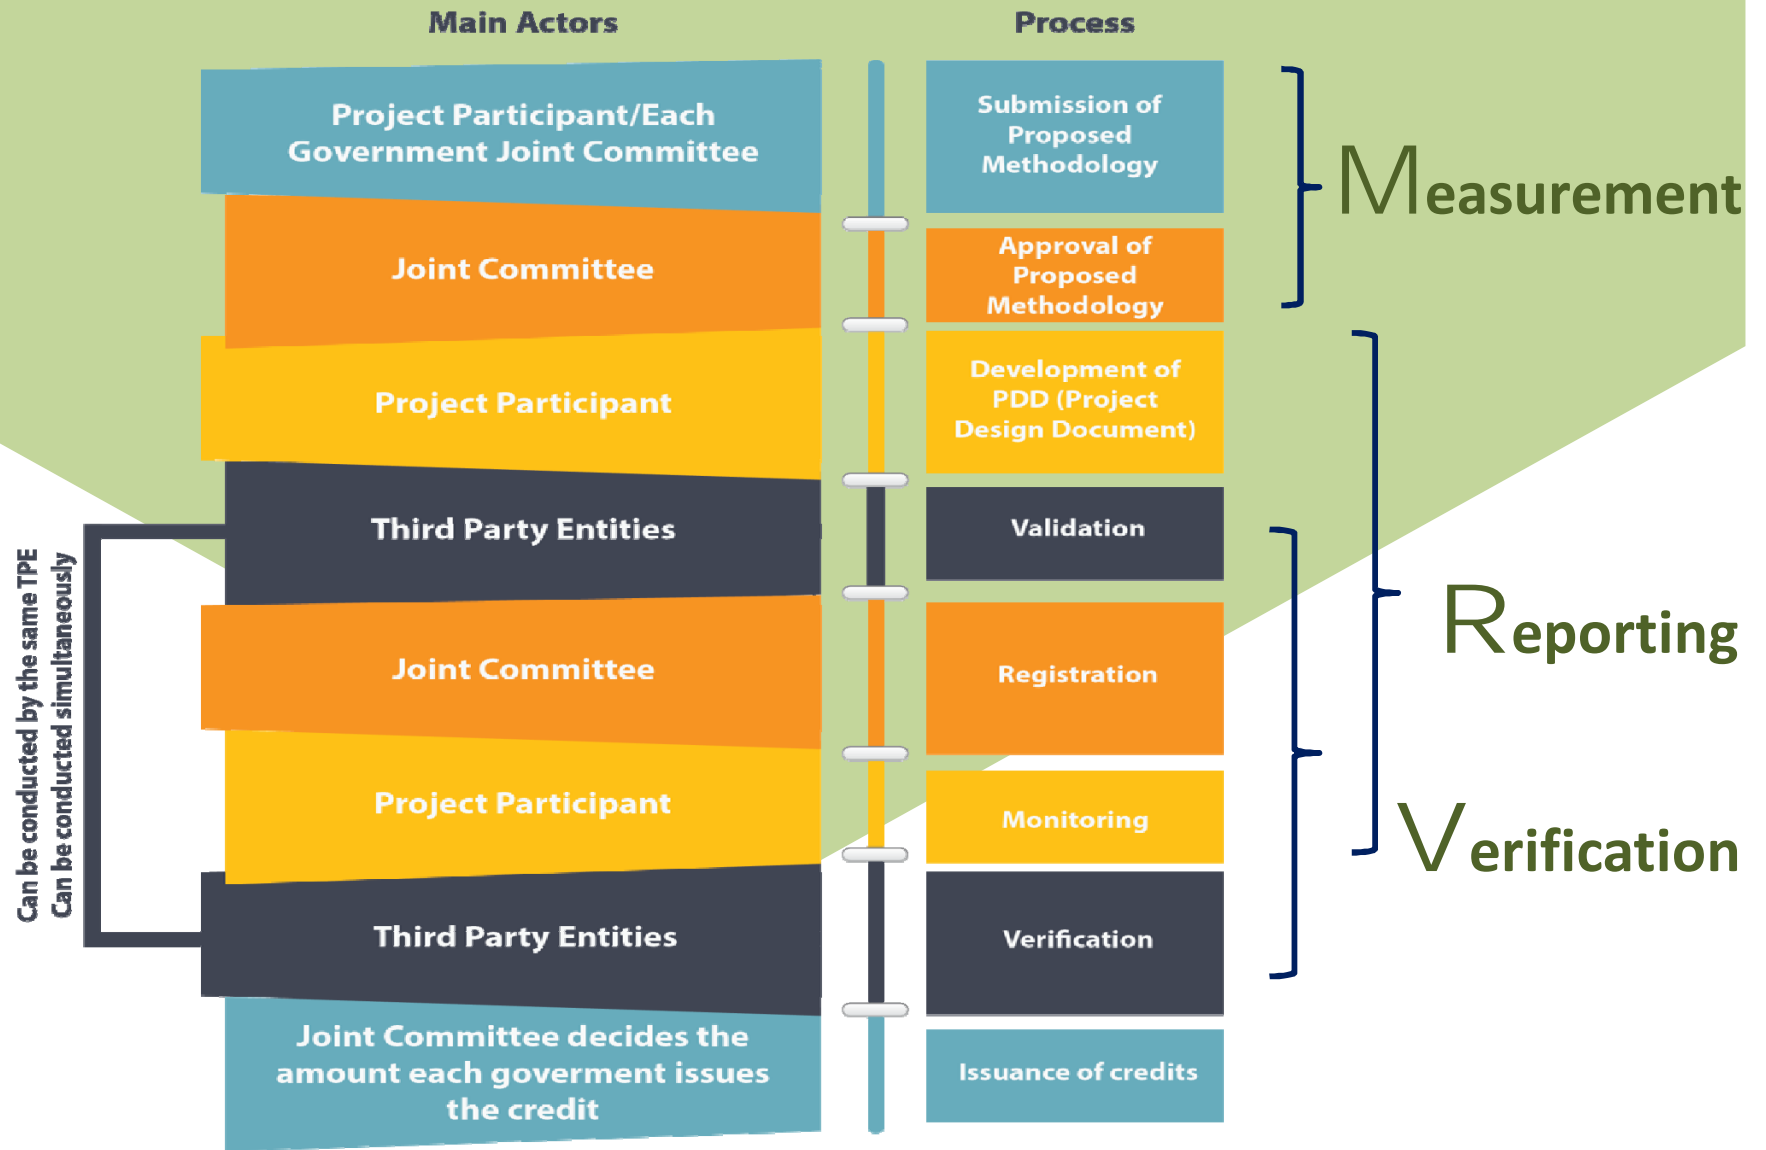 Main Actors
Process
Project Participant/Each
Government Joint Committee
Submission of
Proposed
Methodology
Measurement
Joint Committee
Approval of
Proposed
Methodology
Project Participant
Development of
PDD (Project
Design Document)
Third Party Entities
Validation
Can be conducted by the same TPE
Can be conducted simultaneously
Reporting
Joint Committee
Registration
Project Participant
Monitoring
Verification
Third Party Entities
Verification
Joint Committee decides the
amount each goverment issues
the credit
Issuance of credits